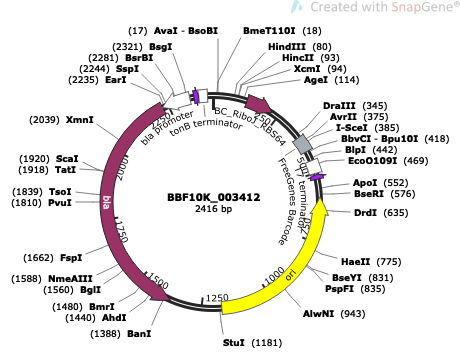 Created with SnapGene®
(17) AvaI - BsoBI
BmeT110I (18)
(2321) BsgI
(2281) BsrBI
(2244) SspI
(2235) EarI
HindIII (80)
HincII (93)
XcmI (94)
AgeI (114)
DraIII (345)
AvrII (375)
I-SceI (385)
BbvCI - Bpu10I (418)
BlpI (442)
EcoO109I (469)
ApoI (552)
BseRI (576)
DrdI (635)
HaeII (775)
BseYI (831)
PspFI (835)
AlwNI (943)
StuI (1181)
(2039) XmnI
(1920) ScaI
(1918) TatI
(1839) TsoI
(1810) PvuI
(1662) FspI
(1588) NmeAIII
(1560) BglI
(1480) BmrI
(1440) AhdI
(1388) BanI
BBF10K_003412
2416 bp
bla promoter
tonB terminator
BC_RiboJ_RBS64
FreeGenes Barcode
bla
ori
250
500
750
1000
1250
1500
1750
2000
2250